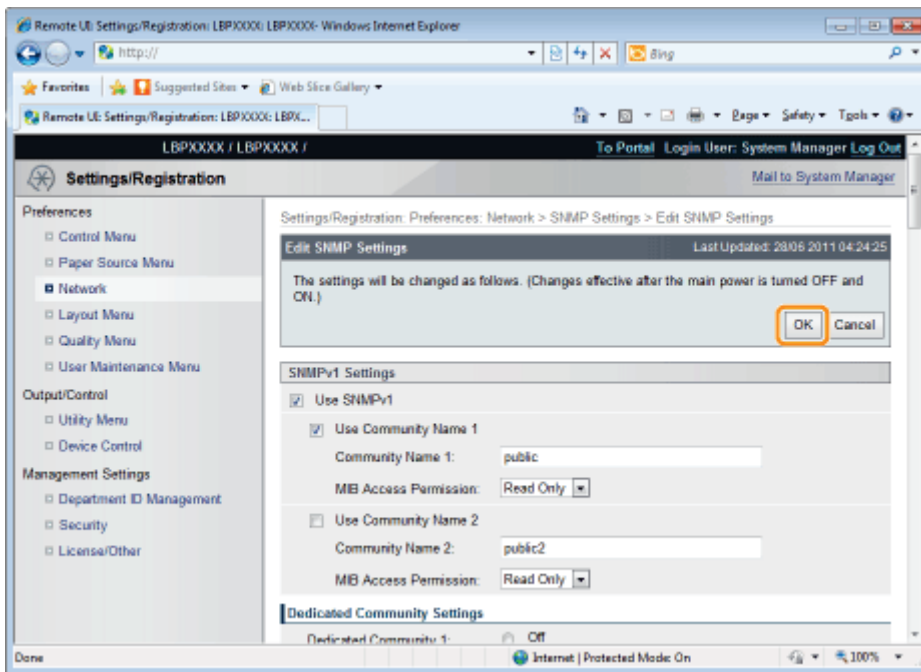 Remote UI: Settings/Registration: LBPXXXX: LBPXXXX- Windows Internet Explorer
http://
Bing
Favorites Suggested Sites Web Slice Gallery
Remote UI: Settings/Registration: LBPXXXX: LBPX...
Page Safety Tools
LBPXXXX / LBPXXXX /
To Portal Login User: System Manager Log Out
Settings/Registration
Mail to System Manager
Preferences
Control Menu
Paper Source Menu
Network
Layout Menu
Quality Menu
User Maintenance Menu
Output/Control
Utility Menu
Device Control
Management Settings
Department ID Management
Security
License/Other
Settings/Registration: Preferences: Network > SNMP Settings > Edit SNMP Settings
Edit SNMP Settings Last Updated: 28/06 2011 04:24:25
The settings will be changed as follows. (Changes effective after the main power is turned OFF and
ON.)
OK Cancel
SNMPv1 Settings
Use SNMPv1
Use Community Name 1
Community Name 1: public
MIB Access Permission: Read Only
Use Community Name 2
Community Name 2: public2
MIB Access Permission: Read Only
Dedicated Community Settings
Dedicated Community 1: Off
Done
Internet | Protected Mode: On
100%